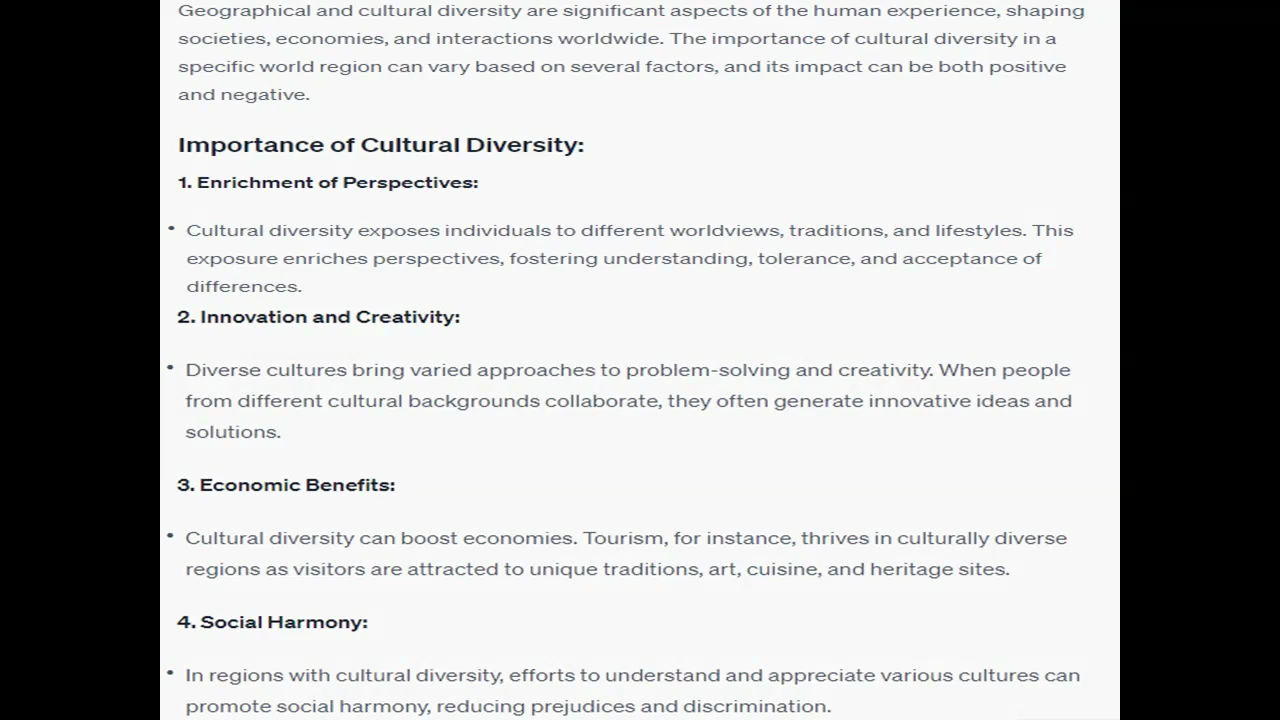 Geographical and cultural diversity are significant aspects of the human experience, shaping
societies, economies, and interactions worldwide. The importance of cultural diversity in a
specific world region can vary based on several factors, and its impact can be both positive
and negative.
Importance of Cultural Diversity:
1. Enrichment of Perspectives:
• Cultural diversity exposes individuals to different worldviews, traditions, and lifestyles. This
exposure enriches perspectives, fostering understanding, tolerance, and acceptance of
differences.
2. Innovation and Creativity:
• Diverse cultures bring varied approaches to problem-solving and creativity. When people
from different cultural backgrounds collaborate, they often generate innovative ideas and
solutions.
3. Economic Benefits:
• Cultural diversity can boost economies. Tourism, for instance, thrives in culturally diverse
regions as visitors are attracted to unique traditions, art, cuisine, and heritage sites.
4. Social Harmony:
• In regions with cultural diversity, efforts to understand and appreciate various cultures can
promote social harmony, reducing prejudices and discrimination.